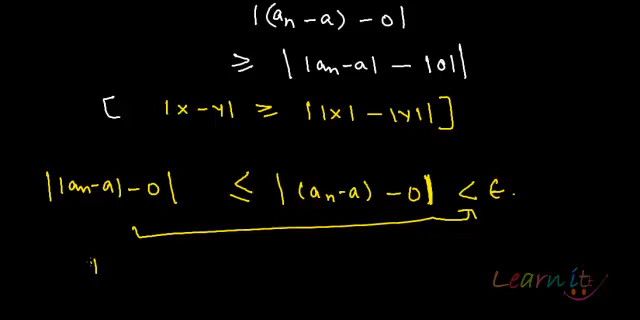 |(an - a) - 0|
≥ ||an - a| - |0||
[ |x - y| ≥ ||x| - |y||]
||an - a| - 0| ≤ |(an - a) - 0| < ϵ.
|
Learnit